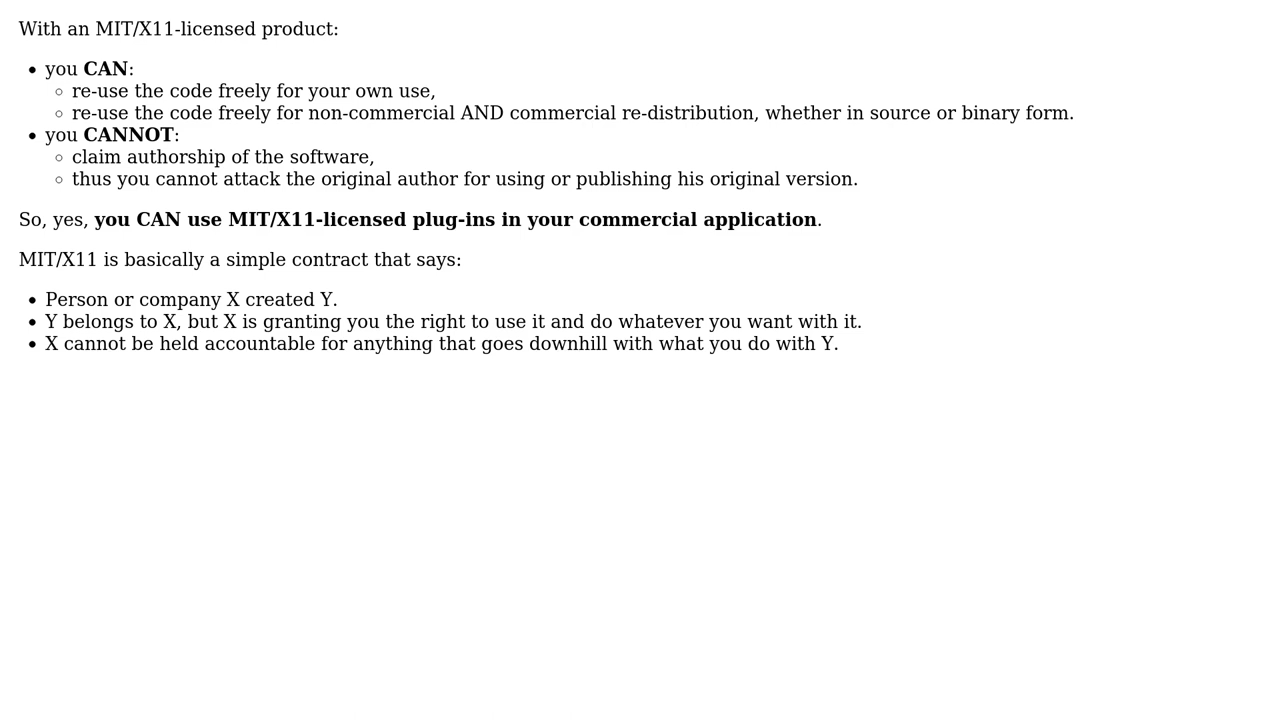 With an MIT/X11-licensed product:
• you CAN:
◦ re-use the code freely for your own use,
◦ re-use the code freely for non-commercial AND commercial re-distribution, whether in source or binary form.
• you CANNOT:
◦ claim authorship of the software,
◦ thus you cannot attack the original author for using or publishing his original version.
So, yes, you CAN use MIT/X11-licensed plug-ins in your commercial application.
MIT/X11 is basically a simple contract that says:
• Person or company X created Y.
• Y belongs to X, but X is granting you the right to use it and do whatever you want with it.
• X cannot be held accountable for anything that goes downhill with what you do with Y.